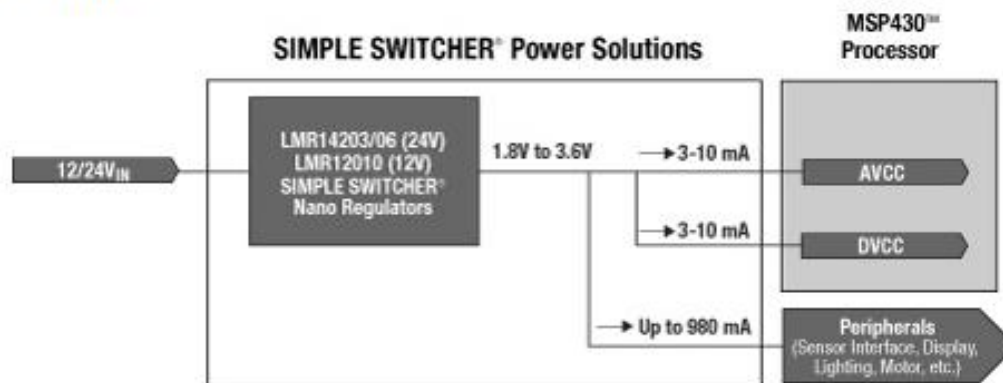 SIMPLE SWITCHER® Power Solutions
MSP430™
Processor
12/24V_IN
LMR14203/06 (24V)
LMR12010 (12V)
SIMPLE SWITCHER®
Nano Regulators
1.8V to 3.6V
3-10 mA
AVCC
3-10 mA
DVCC
Up to 980 mA
Peripherals
(Sensor Interface, Display,
Lighting, Motor, etc.)